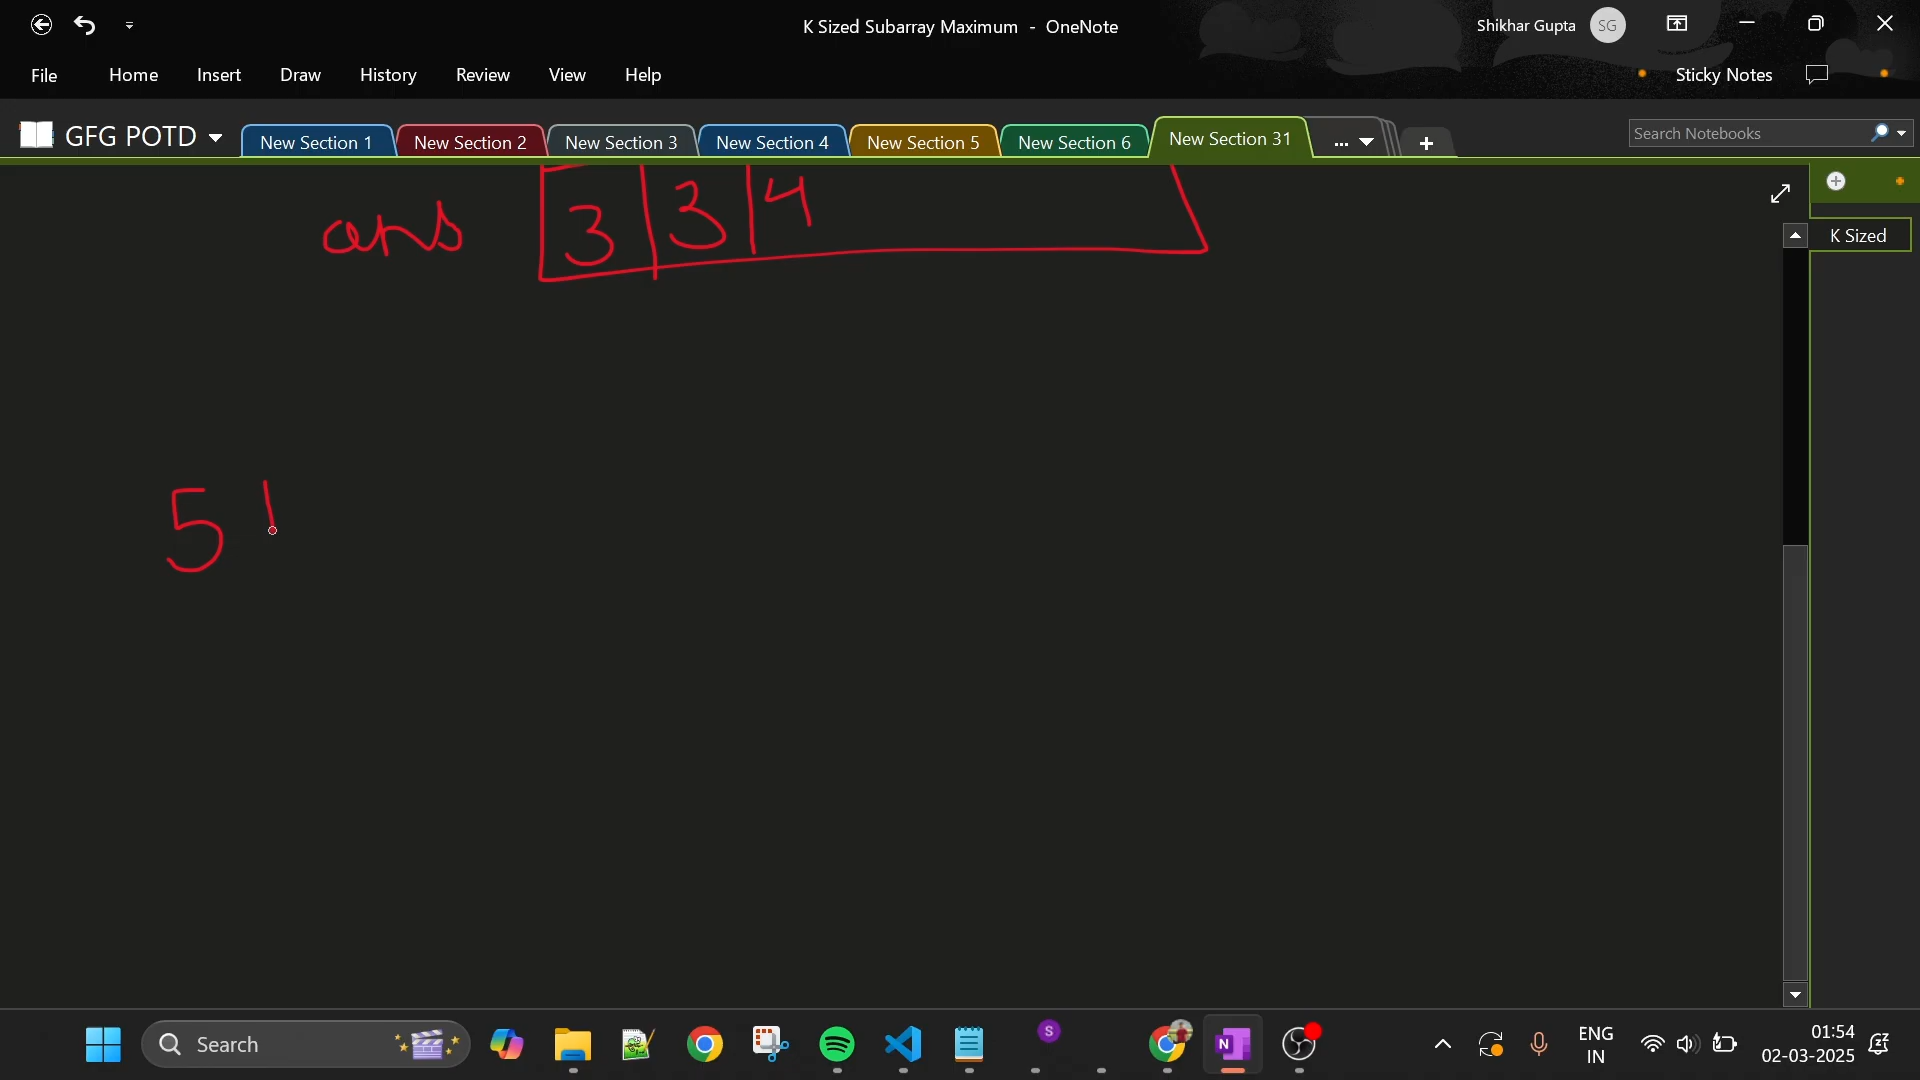 K Sized Subarray Maximum - OneNote
Shikhar Gupta SG
File Home Insert Draw History Review View Help
Sticky Notes
GFG POTD
New Section 1 New Section 2 New Section 3 New Section 4 New Section 5 New Section 6 New Section 31 ...
Search Notebooks
K Sized
ans 3 3 4
5
Search
S
N
ENG
IN
01:54
02-03-2025